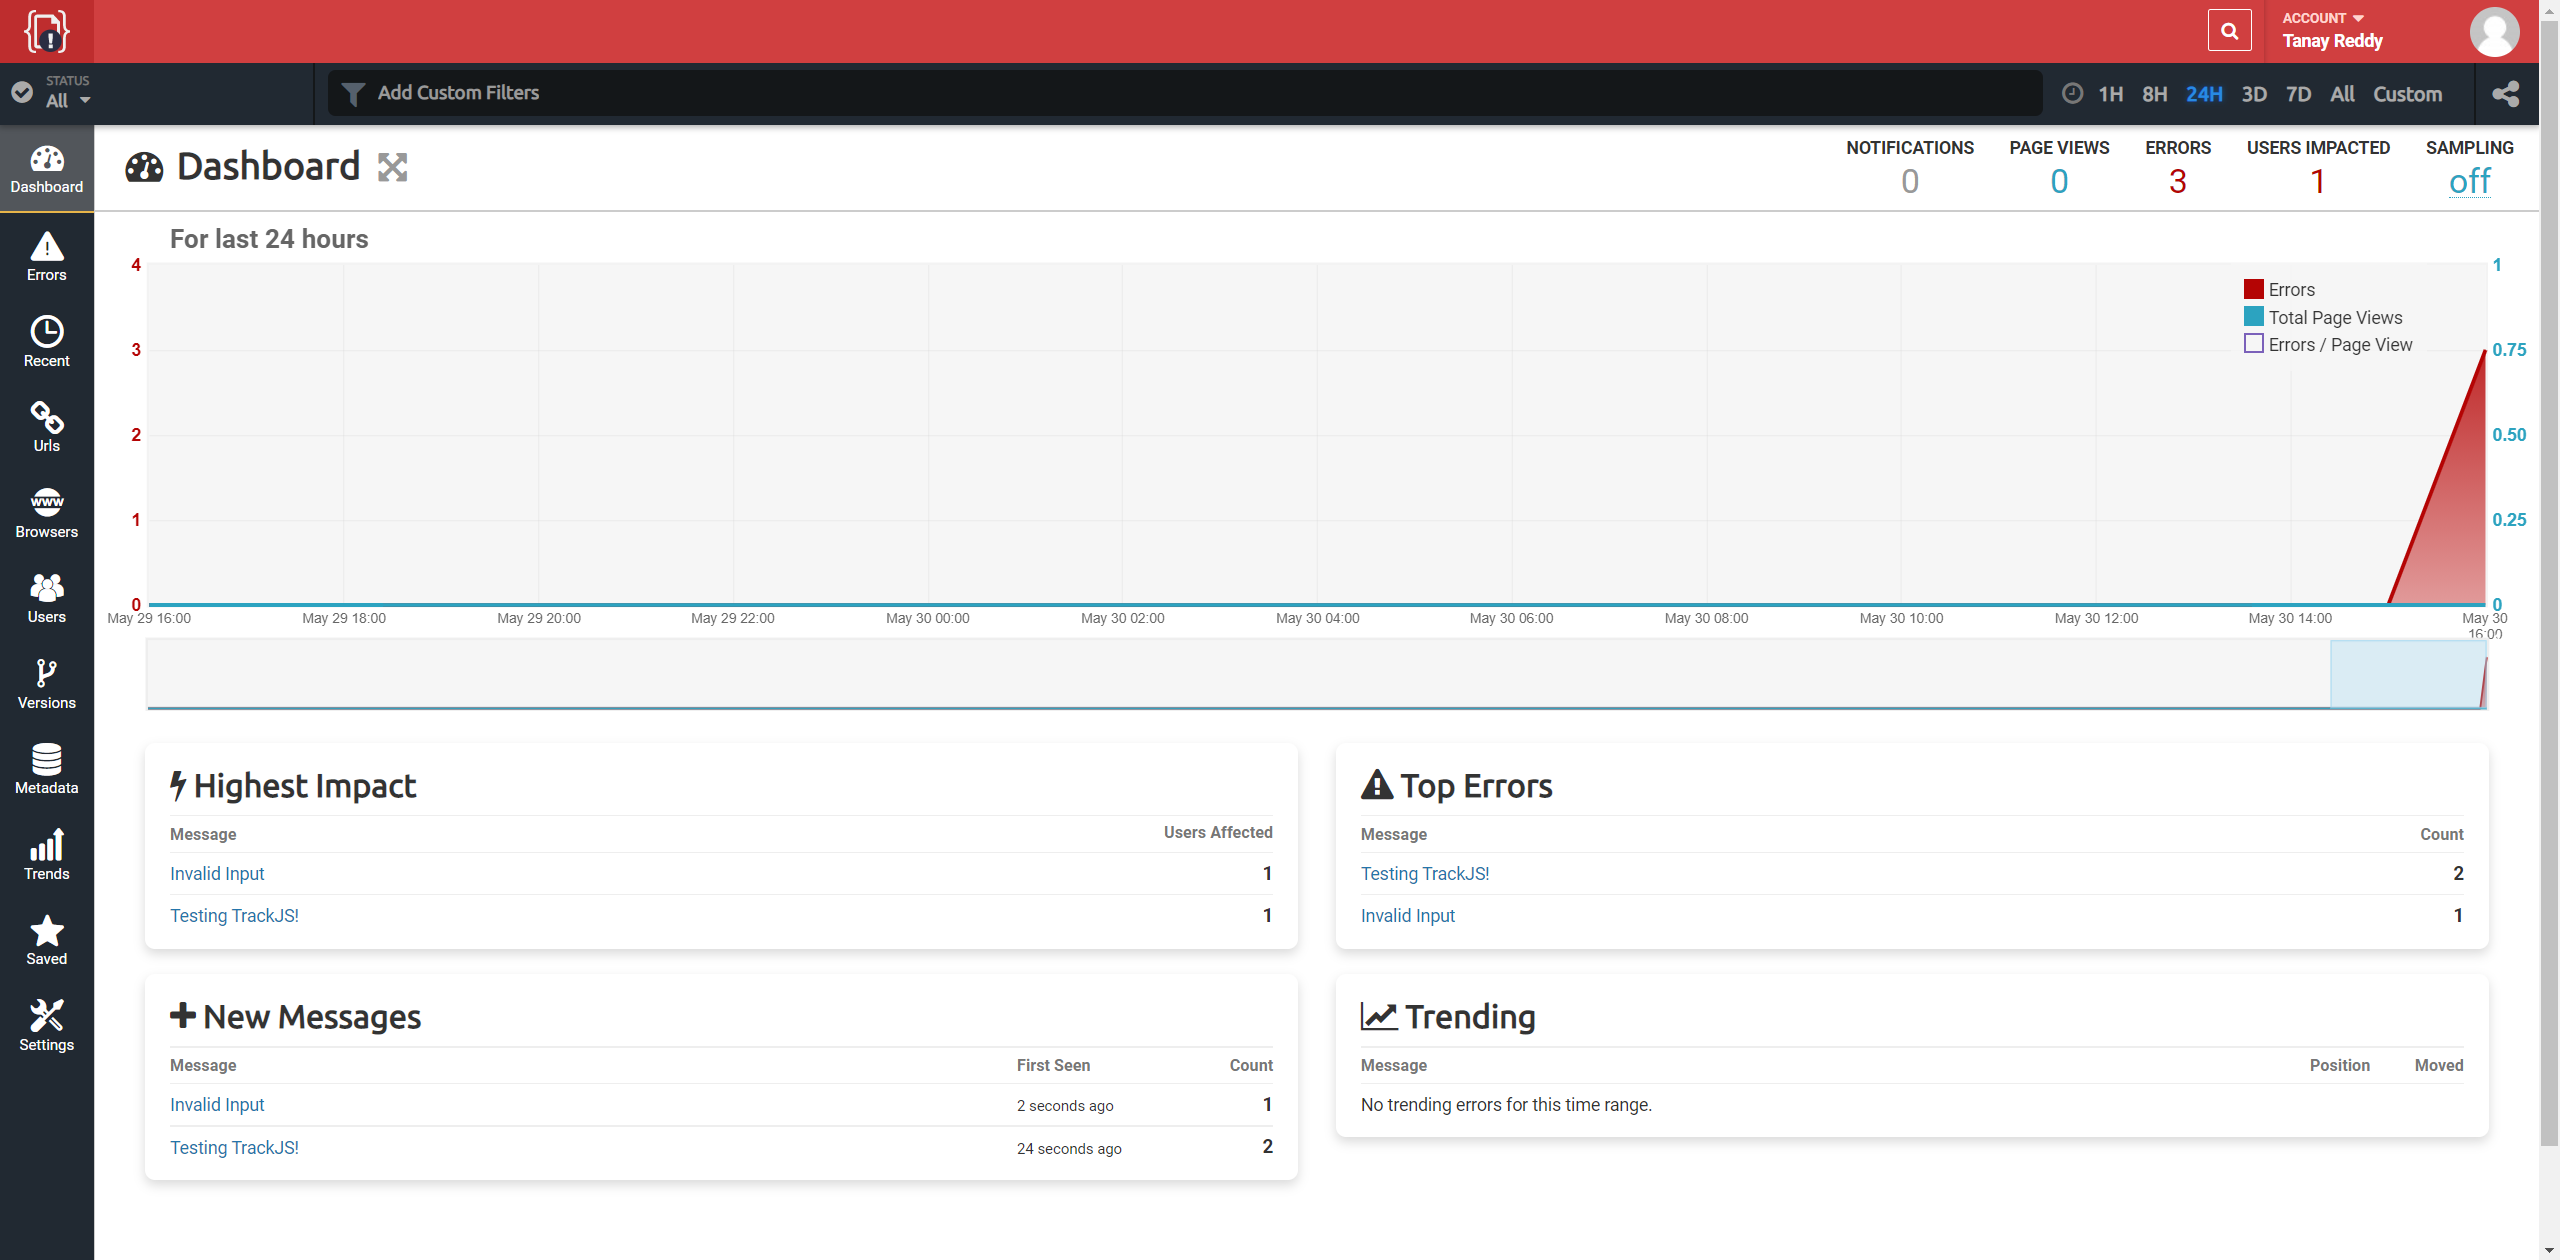 ACCOUNT
Tanay Reddy
STATUS
All
Add Custom Filters
1H 8H 24H 3D 7D All Custom
Dashboard
Errors
Recent
Urls
www
Browsers
Users
Versions
Metadata
Trends
Saved
Settings
Dashboard
NOTIFICATIONS PAGE VIEWS ERRORS USERS IMPACTED SAMPLING
0 0 3 1 off
For last 24 hours
4 1
3 0.75
2 0.50
1 0.25
0 0
Errors
Total Page Views
Errors / Page View
May 29 16:00 May 29 18:00 May 29 20:00 May 29 22:00 May 30 00:00 May 30 02:00 May 30 04:00 May 30 06:00 May 30 08:00 May 30 10:00 May 30 12:00 May 30 14:00 May 30
16:00
Highest Impact
Message Users Affected
Invalid Input 1
Testing TrackJS! 1
Top Errors
Message Count
Testing TrackJS! 2
Invalid Input 1
New Messages
Message First Seen Count
Invalid Input 2 seconds ago 1
Testing TrackJS! 24 seconds ago 2
Trending
Message Position Moved
No trending errors for this time range.